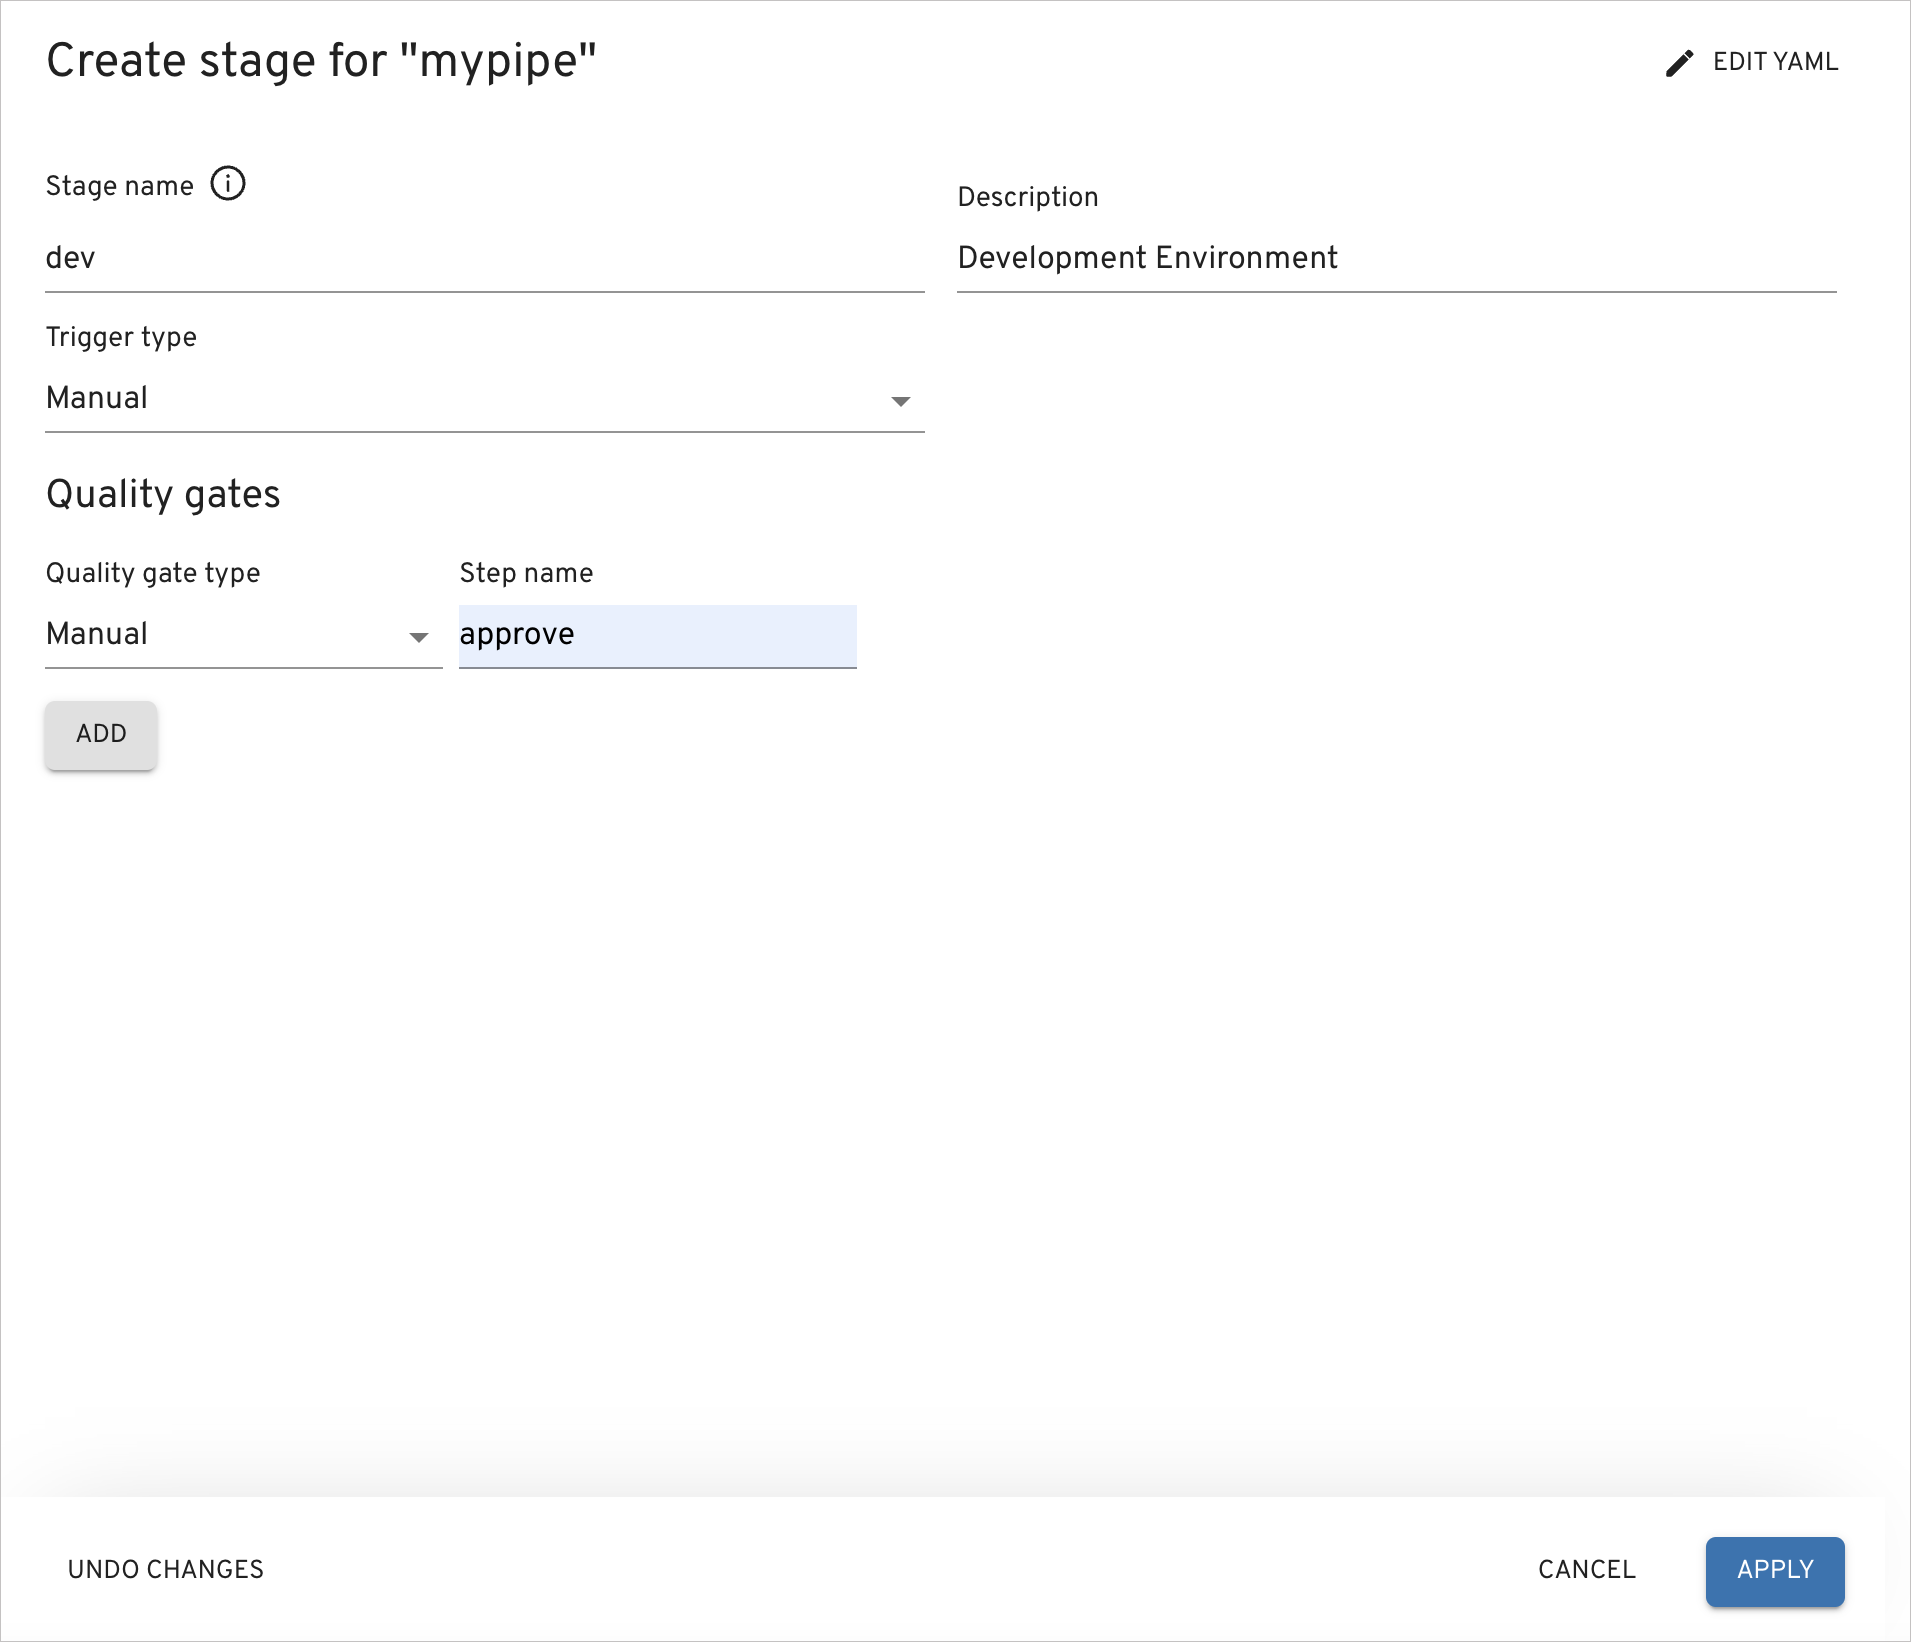 Create stage for "mypipe"
EDIT YAML
Stage name
Description
dev
Development Environment
Trigger type
Manual
Quality gates
Quality gate type
Step name
Manual
approve
ADD
UNDO CHANGES
CANCEL
APPLY